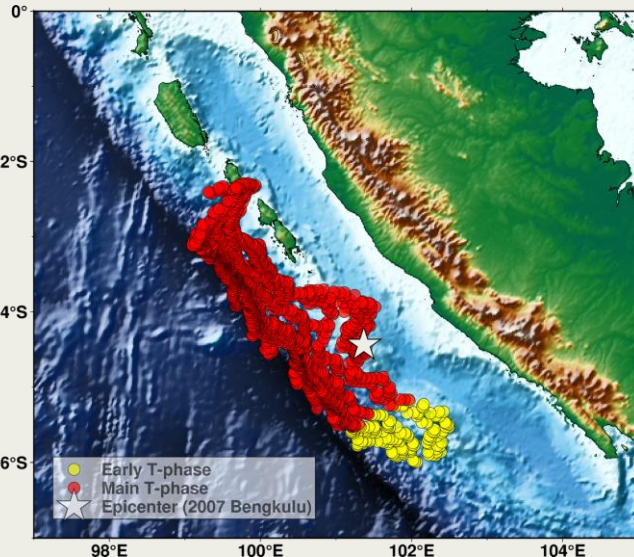 0°
2°S
4°S
6°S
Early T-phase
Main T-phase
Epicenter (2007 Bengkulu)
98°E 100°E 102°E 104°E